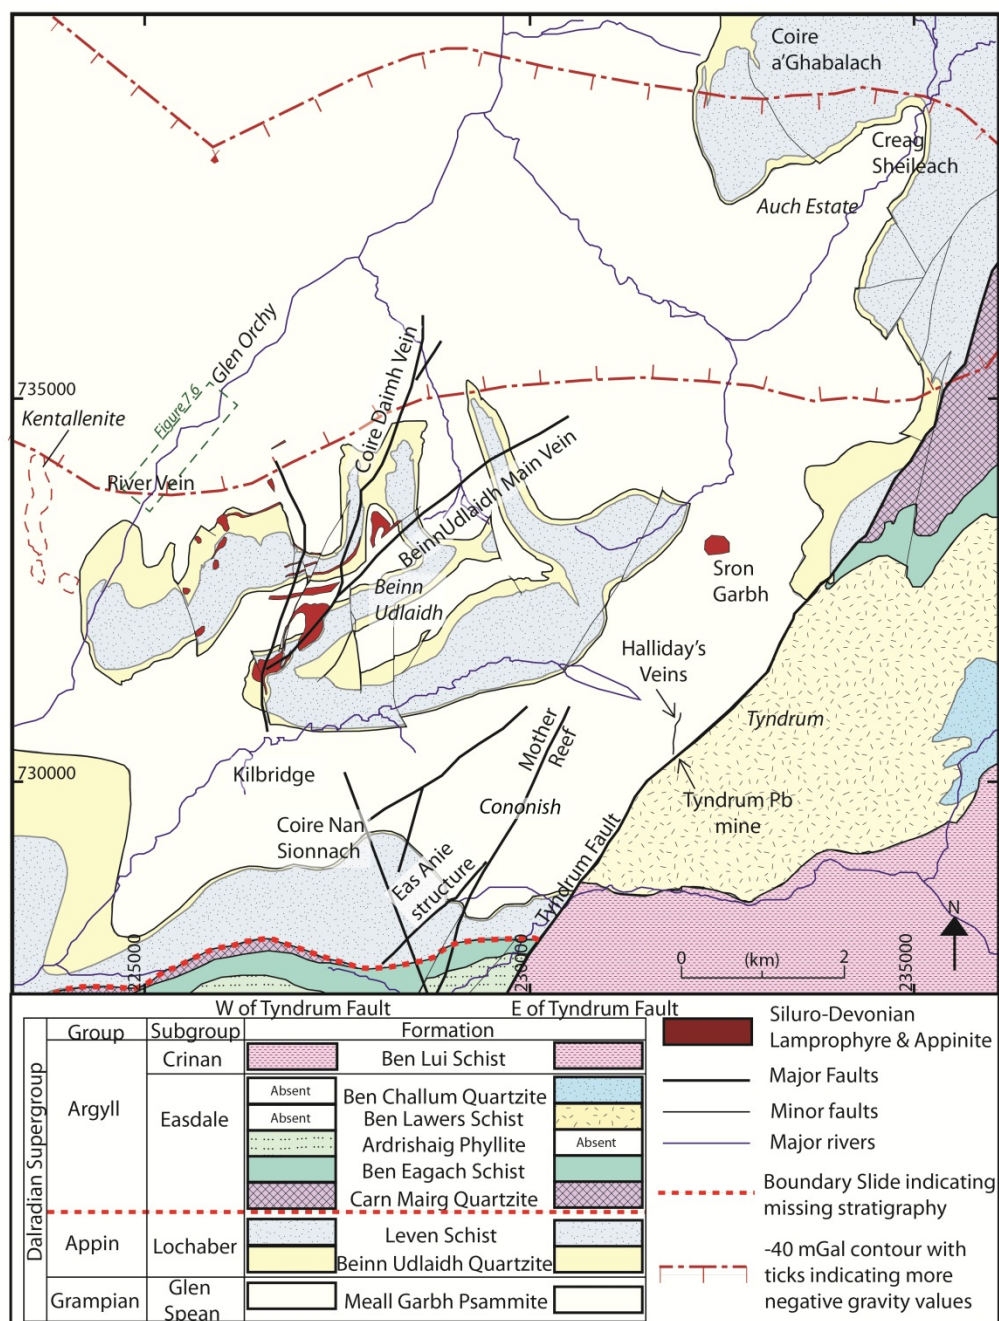 Coire
a'Ghabalach
Creag
Sheileach
Auch Estate
735000
Kentallenite
Figure 7.6
Glen Orchy
River Vein
Coire Daimh Vein
BeinnUdlaidh Main Vein
Beinn
Udlaidh
Sron
Garbh
Halliday's
Veins
Tyndrum
730000
Kilbridge
Mother
Reef
Cononish
Tyndrum Pb
mine
Coire Nan
Sionnach
Eas Anie
structure
Tyndrum Fault
N
225000
230000
235000
0 (km) 2
W of Tyndrum Fault E of Tyndrum Fault
Group Subgroup Formation
Dalradian Supergroup
Argyll
Crinan
Ben Lui Schist
Easdale
Absent Ben Challum Quartzite
Absent Ben Lawers Schist
Ardrishaig Phyllite Absent
Ben Eagach Schist
Carn Mairg Quartzite
Appin Lochaber
Leven Schist
Beinn Udlaidh Quartzite
Grampian
Glen
Spean
Meall Garbh Psammite
Siluro-Devonian
Lamprophyre & Appinite
Major Faults
Minor faults
Major rivers
Boundary Slide indicating
missing stratigraphy
-40 mGal contour with
ticks indicating more
negative gravity values